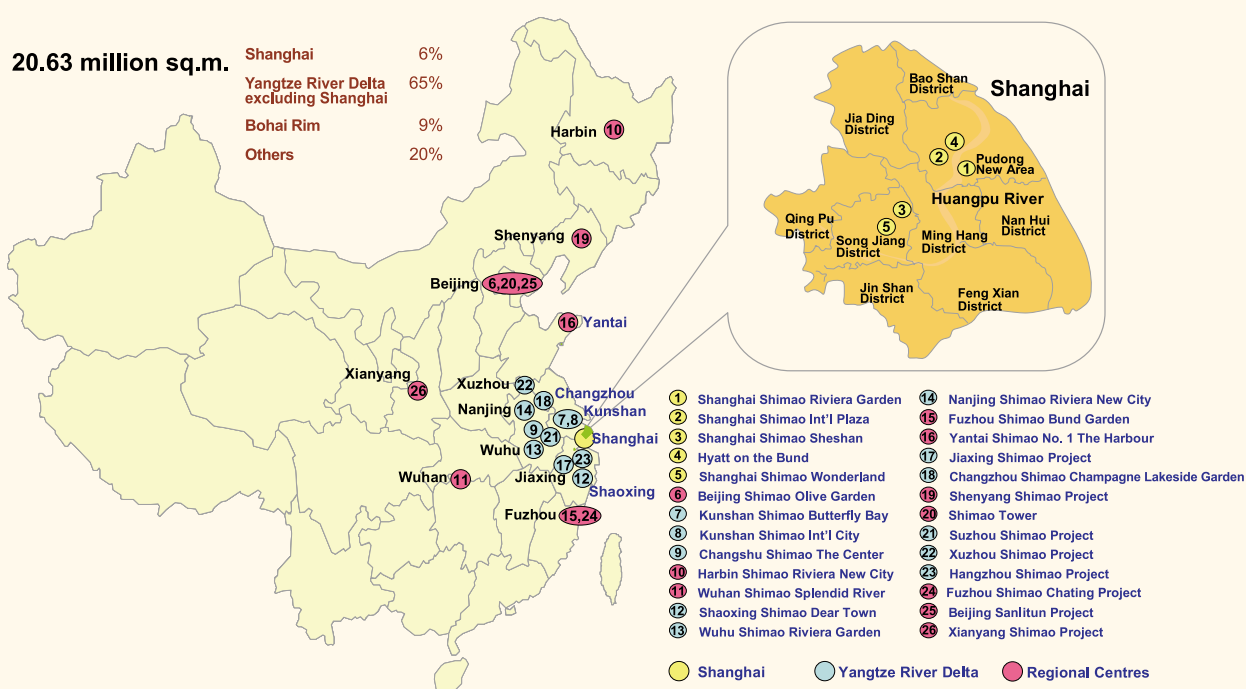 20.63 million sq.m.
Shanghai 6%
Yangtze River Delta 65%
excluding Shanghai
Bohai Rim 9%
Others 20%
Harbin 10
Shenyang 19
Beijing 6,20,25
16 Yantai
Xianyang
26
Xuzhou 22
18 Changzhou
Nanjing 14
7,8 Kunshan
9
21
Shanghai
Wuhu 13
23
17
Jiaxing 12
Shaoxing
Wuhan 11
Fuzhou 15,24
Shanghai
Bao Shan
District
Jia Ding
District
4
2
1 Pudong
New Area
Huangpu River
3
5
Qing Pu
District
Song Jiang
District
Ming Hang
District
Nan Hui
District
Jin Shan
District
Feng Xian
District
1 Shanghai Shimao Riviera Garden
2 Shanghai Shimao Int'l Plaza
3 Shanghai Shimao Sheshan
4 Hyatt on the Bund
5 Shanghai Shimao Wonderland
6 Beijing Shimao Olive Garden
7 Kunshan Shimao Butterfly Bay
8 Kunshan Shimao Int'l City
9 Changshu Shimao The Center
10 Harbin Shimao Riviera New City
11 Wuhan Shimao Splendid River
12 Shaoxing Shimao Dear Town
13 Wuhu Shimao Riviera Garden
14 Nanjing Shimao Riviera New City
15 Fuzhou Shimao Bund Garden
16 Yantai Shimao No. 1 The Harbour
17 Jiaxing Shimao Project
18 Changzhou Shimao Champagne Lakeside Garden
19 Shenyang Shimao Project
20 Shimao Tower
21 Suzhou Shimao Project
22 Xuzhou Shimao Project
23 Hangzhou Shimao Project
24 Fuzhou Shimao Chating Project
25 Beijing Sanlitun Project
26 Xianyang Shimao Project
Shanghai
Yangtze River Delta
Regional Centres